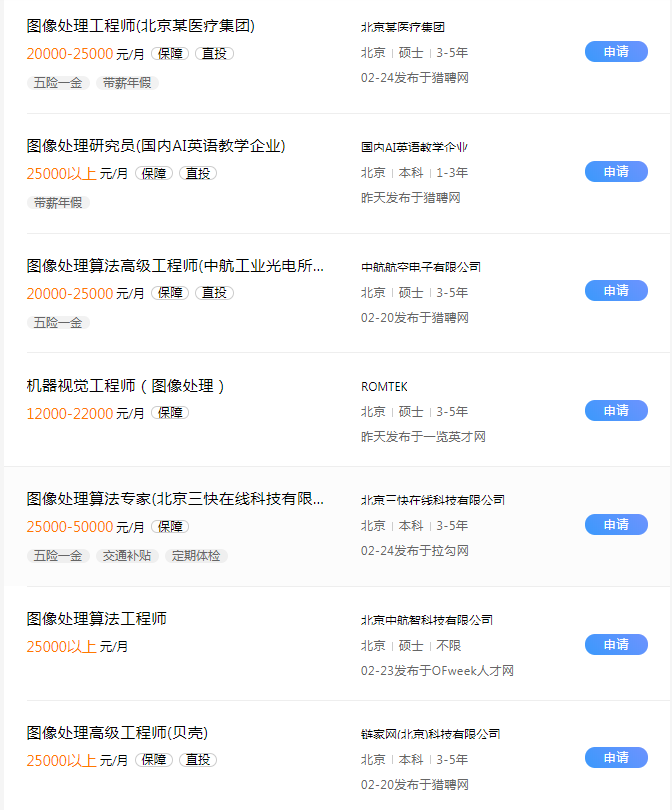 图像处理工程师(北京某医疗集团)
北京某医疗集团
20000-25000 元/月 保障 直投
北京 硕士 3-5年
申请
五险一金 带薪年假
02-24发布于猎聘网
图像处理研究员(国内AI英语教学企业)
国内AI英语教学企业
25000以上 元/月 保障 直投
北京 本科 1-3年
申请
带薪年假
昨天发布于猎聘网
图像处理算法高级工程师(中航工业光电所...
中航航空电子有限公司
20000-25000 元/月 保障 直投
北京 硕士 3-5年
申请
五险一金
02-20发布于猎聘网
机器视觉工程师（图像处理）
ROMTEK
12000-22000 元/月 保障
北京 硕士 3-5年
申请
昨天发布于一览英才网
图像处理算法专家(北京三快在线科技有限...
北京三快在线科技有限公司
25000-50000 元/月 保障
北京 本科 3-5年
申请
五险一金 交通补贴 定期体检
02-24发布于拉勾网
图像处理算法工程师
北京中航智科技有限公司
25000以上 元/月
北京 硕士 不限
申请
02-23发布于OFweek人才网
图像处理高级工程师(贝壳)
链家网(北京)科技有限公司
25000以上 元/月 保障 直投
北京 本科 3-5年
申请
02-20发布于猎聘网